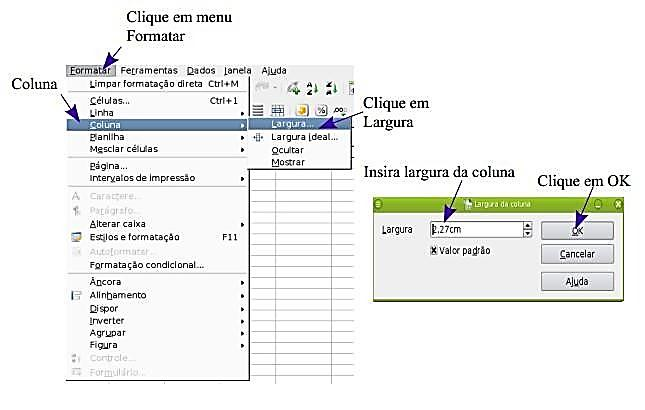 Clique em menu
Formatar
Formatar Ferramentas Dados Janela Ajuda
Coluna
Limpar formatação direta Ctrl+M
Células... Ctrl+1
Linha
Coluna
Planilha
Mesclar células
Página...
Intervalos de impressão
Caractere...
Parágrafo...
Alterar caixa
Estilos e formatação F11
AutoFormatar...
Formatação condicional...
Âncora
Alinhamento
Dispor
Inverter
Agrupar
Figura
Controle...
Formulário...
Largura...
Largura ideal...
Ocultar
Mostrar
Clique em
Largura
Insira largura da coluna
Clique em OK
Largura da coluna
Largura 2,27cm OK
Valor padrão Cancelar
Ajuda